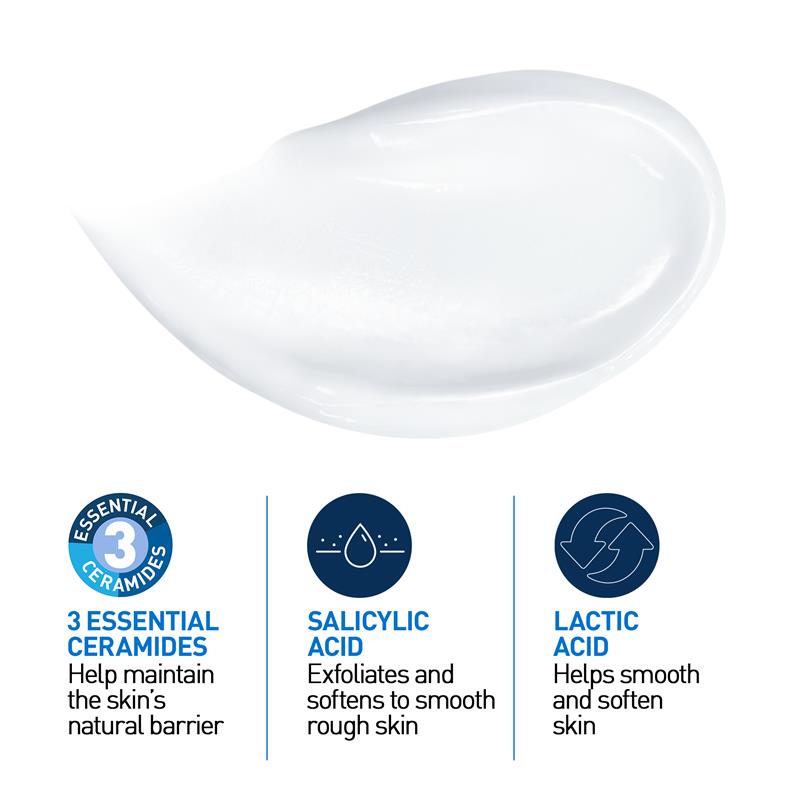 ESSENTIAL
3
CERAMIDES
3 ESSENTIAL
CERAMIDES
Help maintain
the skin's
natural barrier
SALICYLIC
ACID
Exfoliates and
softens to smooth
rough skin
LACTIC
ACID
Helps smooth
and soften
skin